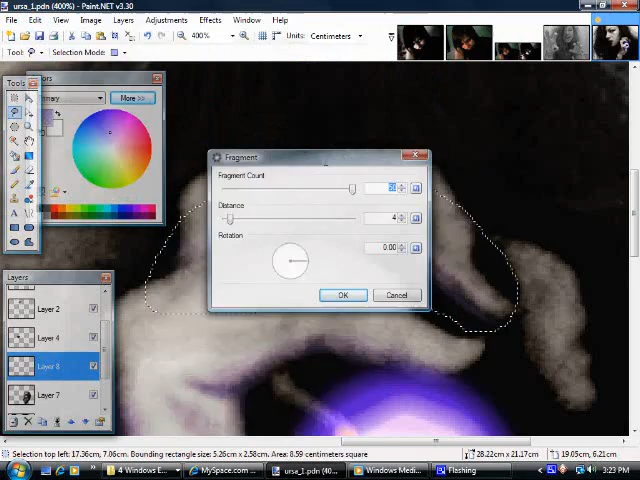 ursa_1.pdn (400%) - Paint.NET v3.30
File Edit View Image Layers Adjustments Effects Utilities Window Help
400% Units: Centimeters
Tool: Selection Mode:
Tools
Colors
Primary
More >>
Fragment
Fragment Count
50
Distance
4
Rotation
0.00
OK
Cancel
Layers
Layer 2
Layer 4
Layer 8
Layer 7
Selection top left: 17.36cm, 7.06cm. Bounding rectangle size: 5.26cm x 2.58cm. Area: 8.59 centimeters square
28.22cm x 21.17cm
19.05cm, 6.21cm
4 Windows E...
MySpace.com ...
ursa_1.pdn (40...
Windows Medi...
Flashing
3:23 PM